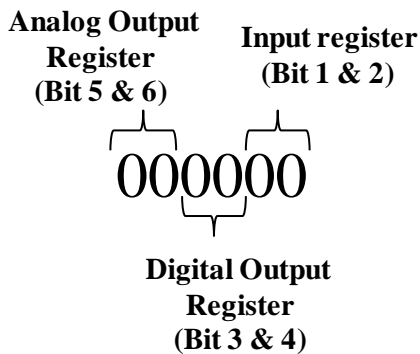 Analog Output
Register
(Bit 5 & 6)
Input register
(Bit 1 & 2)
000000
Digital Output
Register
(Bit 3 & 4)